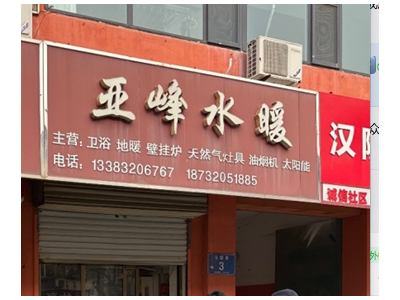 亚峰水暖
主营: 卫浴 地暖 壁挂炉 天然气灶具 油烟机 太阳能
电话: 13383206767 18732051885
汉
诚信社区
3